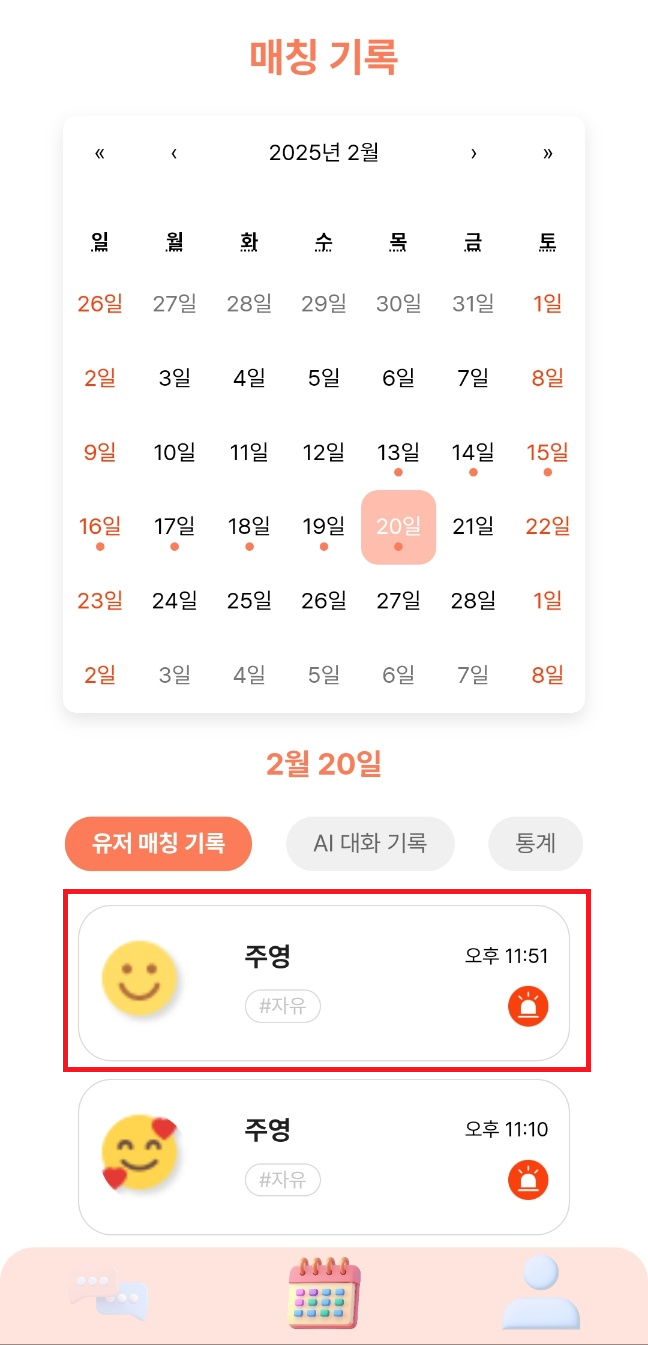 매칭 기록
« ‹ 2025년 2월 › »
일 월 화 수 목 금 토
26일 27일 28일 29일 30일 31일 1일
2일 3일 4일 5일 6일 7일 8일
9일 10일 11일 12일 13일 14일 15일
16일 17일 18일 19일 20일 21일 22일
23일 24일 25일 26일 27일 28일 1일
2일 3일 4일 5일 6일 7일 8일
2월 20일
유저 매칭 기록 AI 대화 기록 통계
주영 오후 11:51
#자유
주영 오후 11:10
#자유